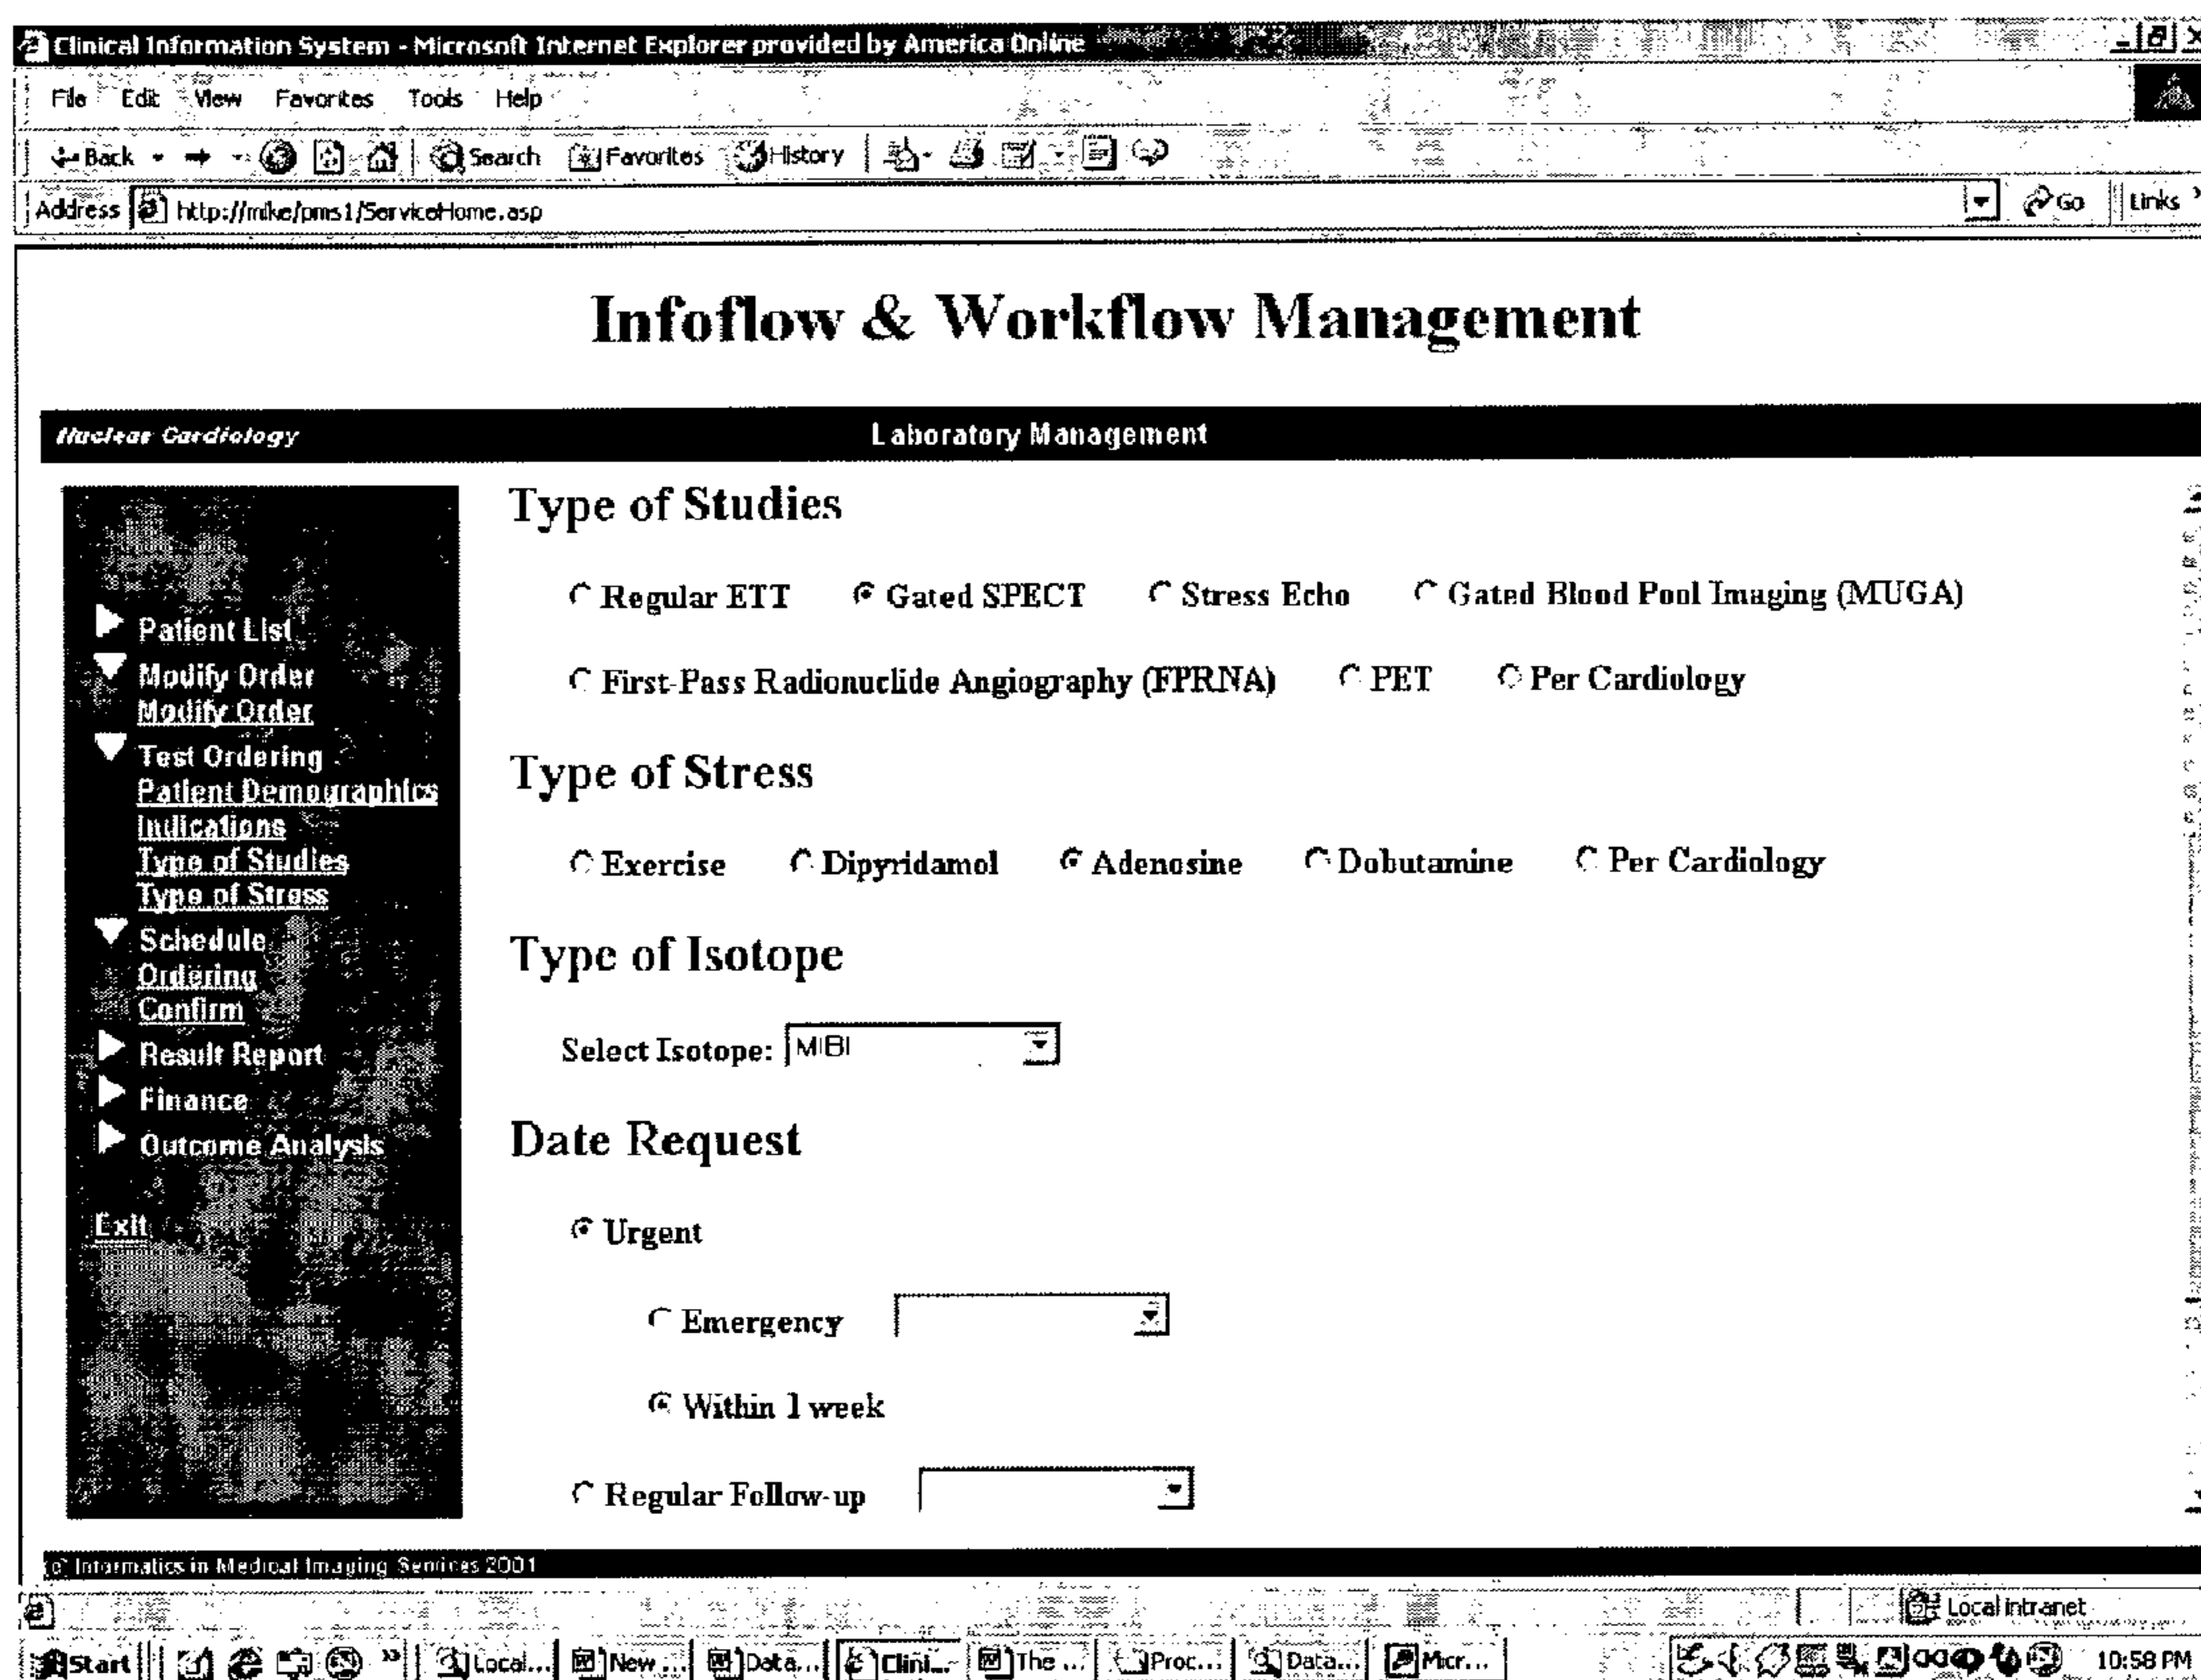 Clinical Information System - Microsoft Internet Explorer provided by America Online
File Edit View Favorites Tools Help
Back Search Favorites History
Address http://mike/pms1/ServiceHome.asp Go Links
Infoflow & Workflow Management
Nuclear Cardiology Laboratory Management
Type of Studies
Regular ETT Gated SPECT Stress Echo Gated Blood Pool Imaging (MUGA)
First-Pass Radionuclide Angiography (FPRNA) PET Per Cardiology
Type of Stress
Exercise Dipyridamol Adenosine Dobutamine Per Cardiology
Type of Isotope
Select Isotope: MIBI
Date Request
Urgent
Emergency
Within 1 week
Regular Follow-up
Patient List
Modify Order
Modify Order
Test Ordering
Patient Demographics
Indications
Type of Studies
Type of Stress
Schedule
Ordering
Confirm
Result Report
Finance
Outcome Analysis
Exit
(c) Informatics in Medical Imaging Services 2001
Local intranet
Start Local... New ... Data... Clini... The ... Proc... Data... Micr... 10:58 PM